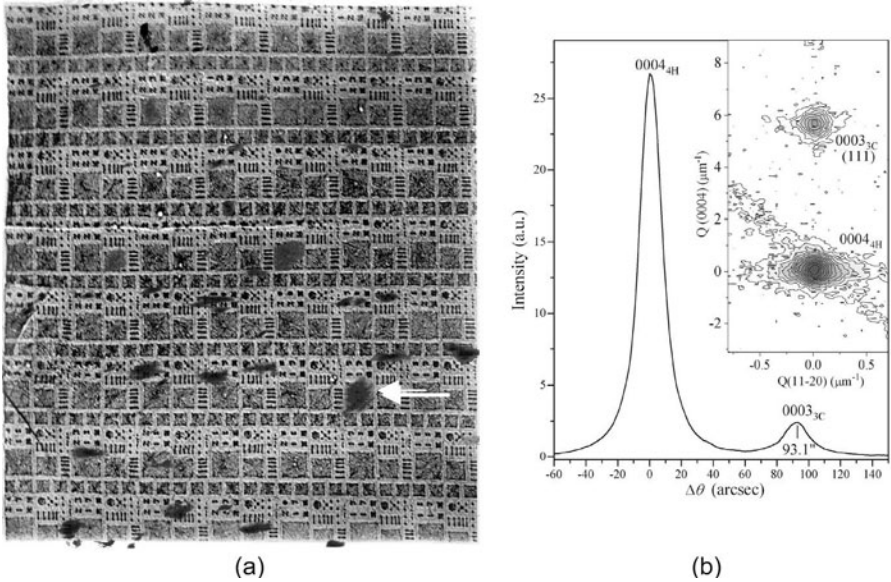 0004 4H
25
20
15
10
5
0
Intensity (a.u.)
-60 -40 -20 0 20 40 60 80 100 120 140
Δθ (arcsec)
0003 3C
93.1"
8
6
4
2
0
-2
Q (0004) (μm⁻¹)
0003 3C
(111)
0004 4H
-0.5 0.0 0.5
Q(11-20) (μm⁻¹)
(a) (b)